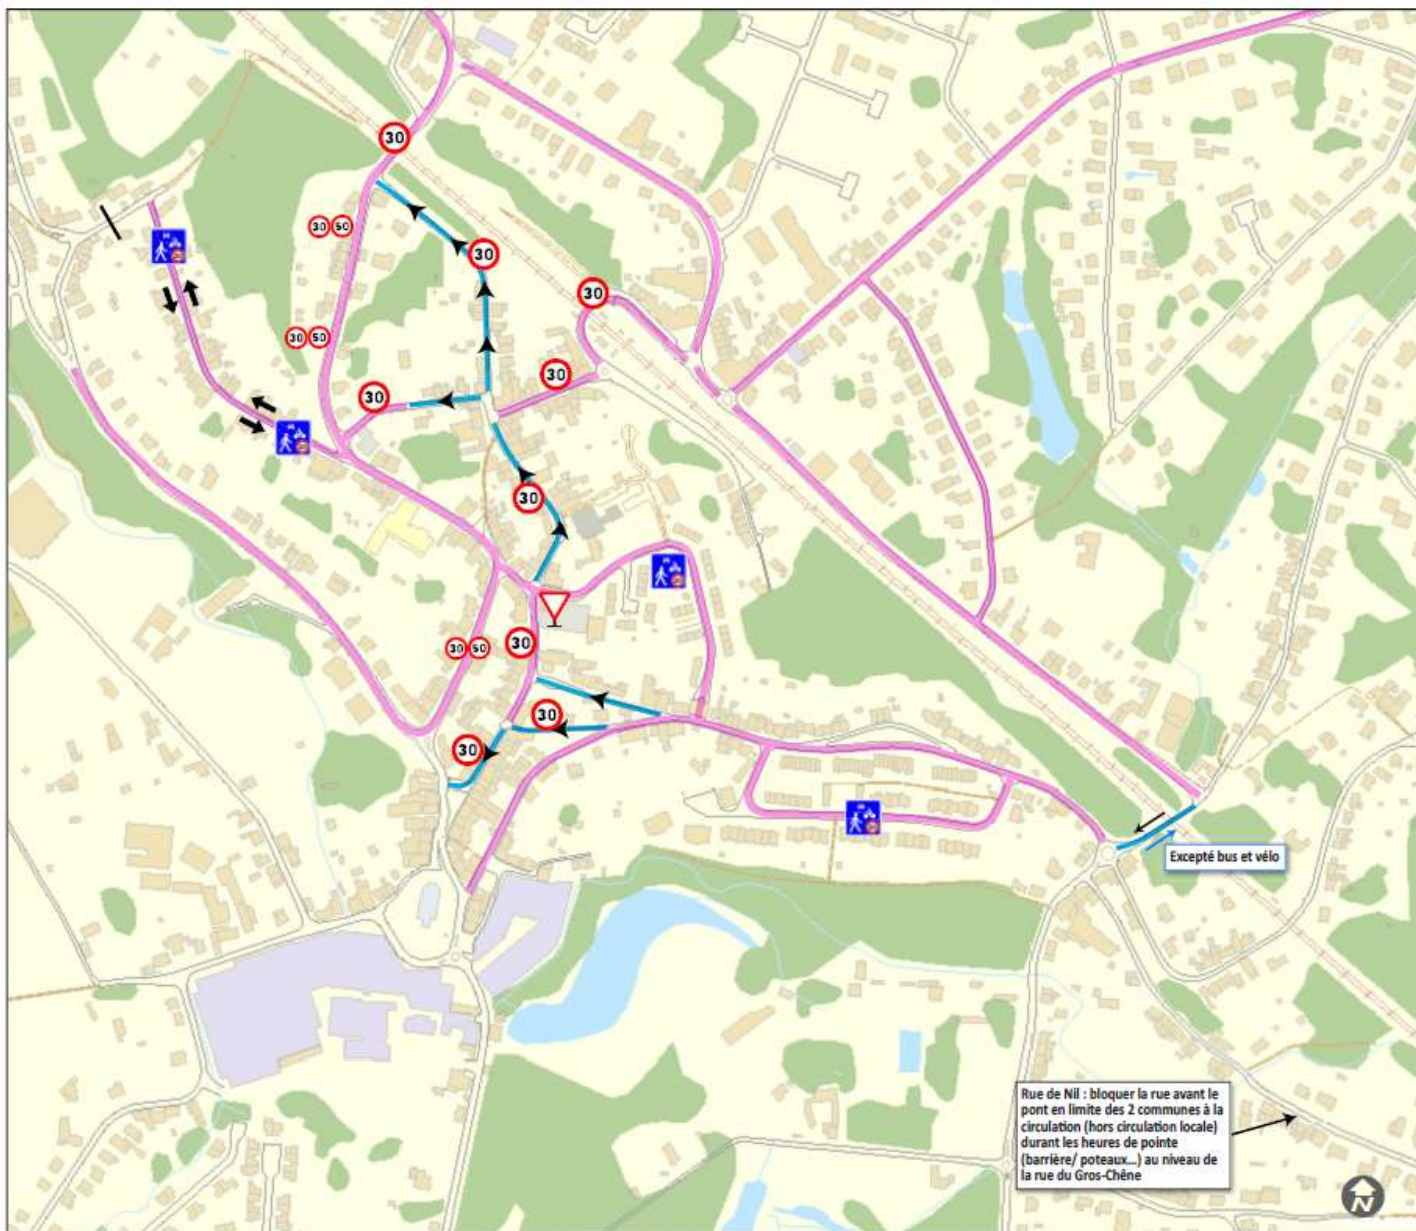 30
30 50
30
30
30 50
30
30
30
30 50
30
30
30
Excepté bus et vélo
Rue de Nil : bloquer la rue avant le
pont en limite des 2 communes à la
circulation (hors circulation locale)
durant les heures de pointe
(barrière/ poteaux...) au niveau de
la rue du Gros-Chêne
N